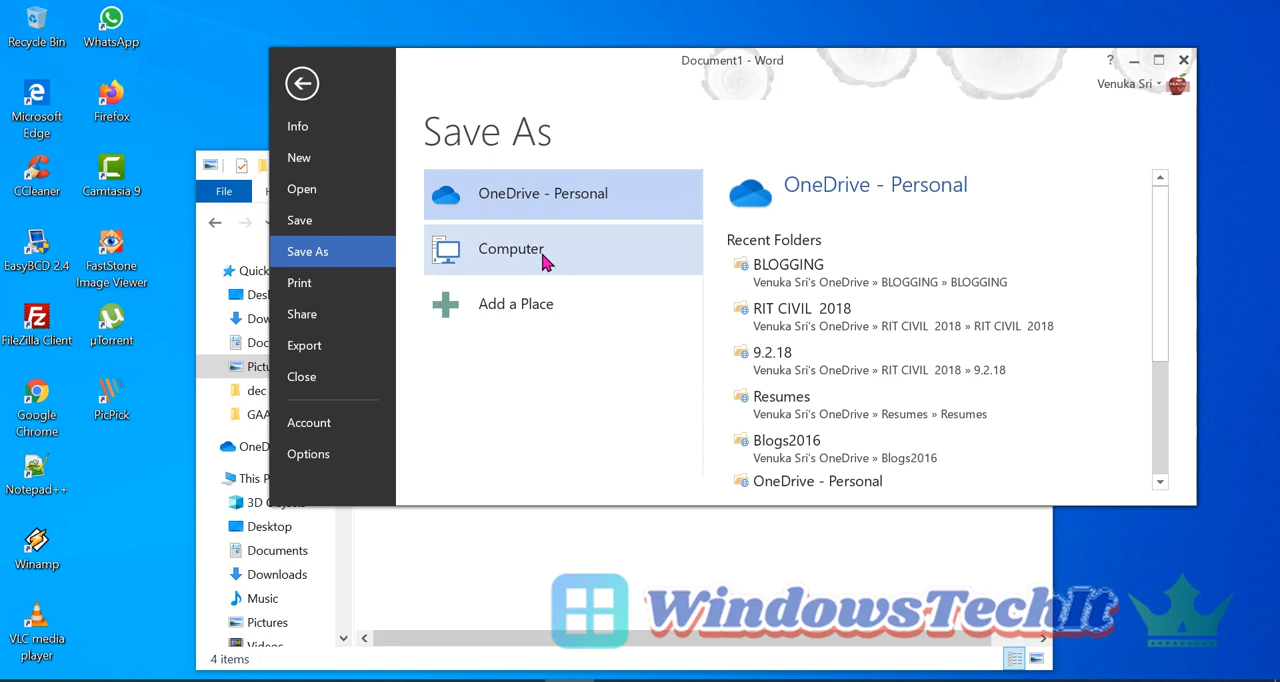 Recycle Bin
WhatsApp
Microsoft
Edge
Firefox
CCleaner
Camtasia 9
EasyBCD 2.4
FastStone
Image Viewer
FileZilla Client
µTorrent
Google
Chrome
PicPick
Notepad++
Winamp
VLC media
player
Document1 - Word
?
Venuka Sri
Info
New
Open
Save
Save As
Print
Share
Export
Close
Account
Options
Save As
OneDrive - Personal
Computer
Add a Place
OneDrive - Personal
Recent Folders
BLOGGING
Venuka Sri's OneDrive » BLOGGING » BLOGGING
RIT CIVIL 2018
Venuka Sri's OneDrive » RIT CIVIL 2018 » RIT CIVIL 2018
9.2.18
Venuka Sri's OneDrive » RIT CIVIL 2018 » 9.2.18
Resumes
Venuka Sri's OneDrive » Resumes » Resumes
Blogs2016
Venuka Sri's OneDrive » Blogs2016
OneDrive - Personal
File
Quick
Desk
Dow
Doc
Pictu
dec
GAA
OneD
This P
3D Objects
Desktop
Documents
Downloads
Music
Pictures
Videos
4 items
WindowsTechIt